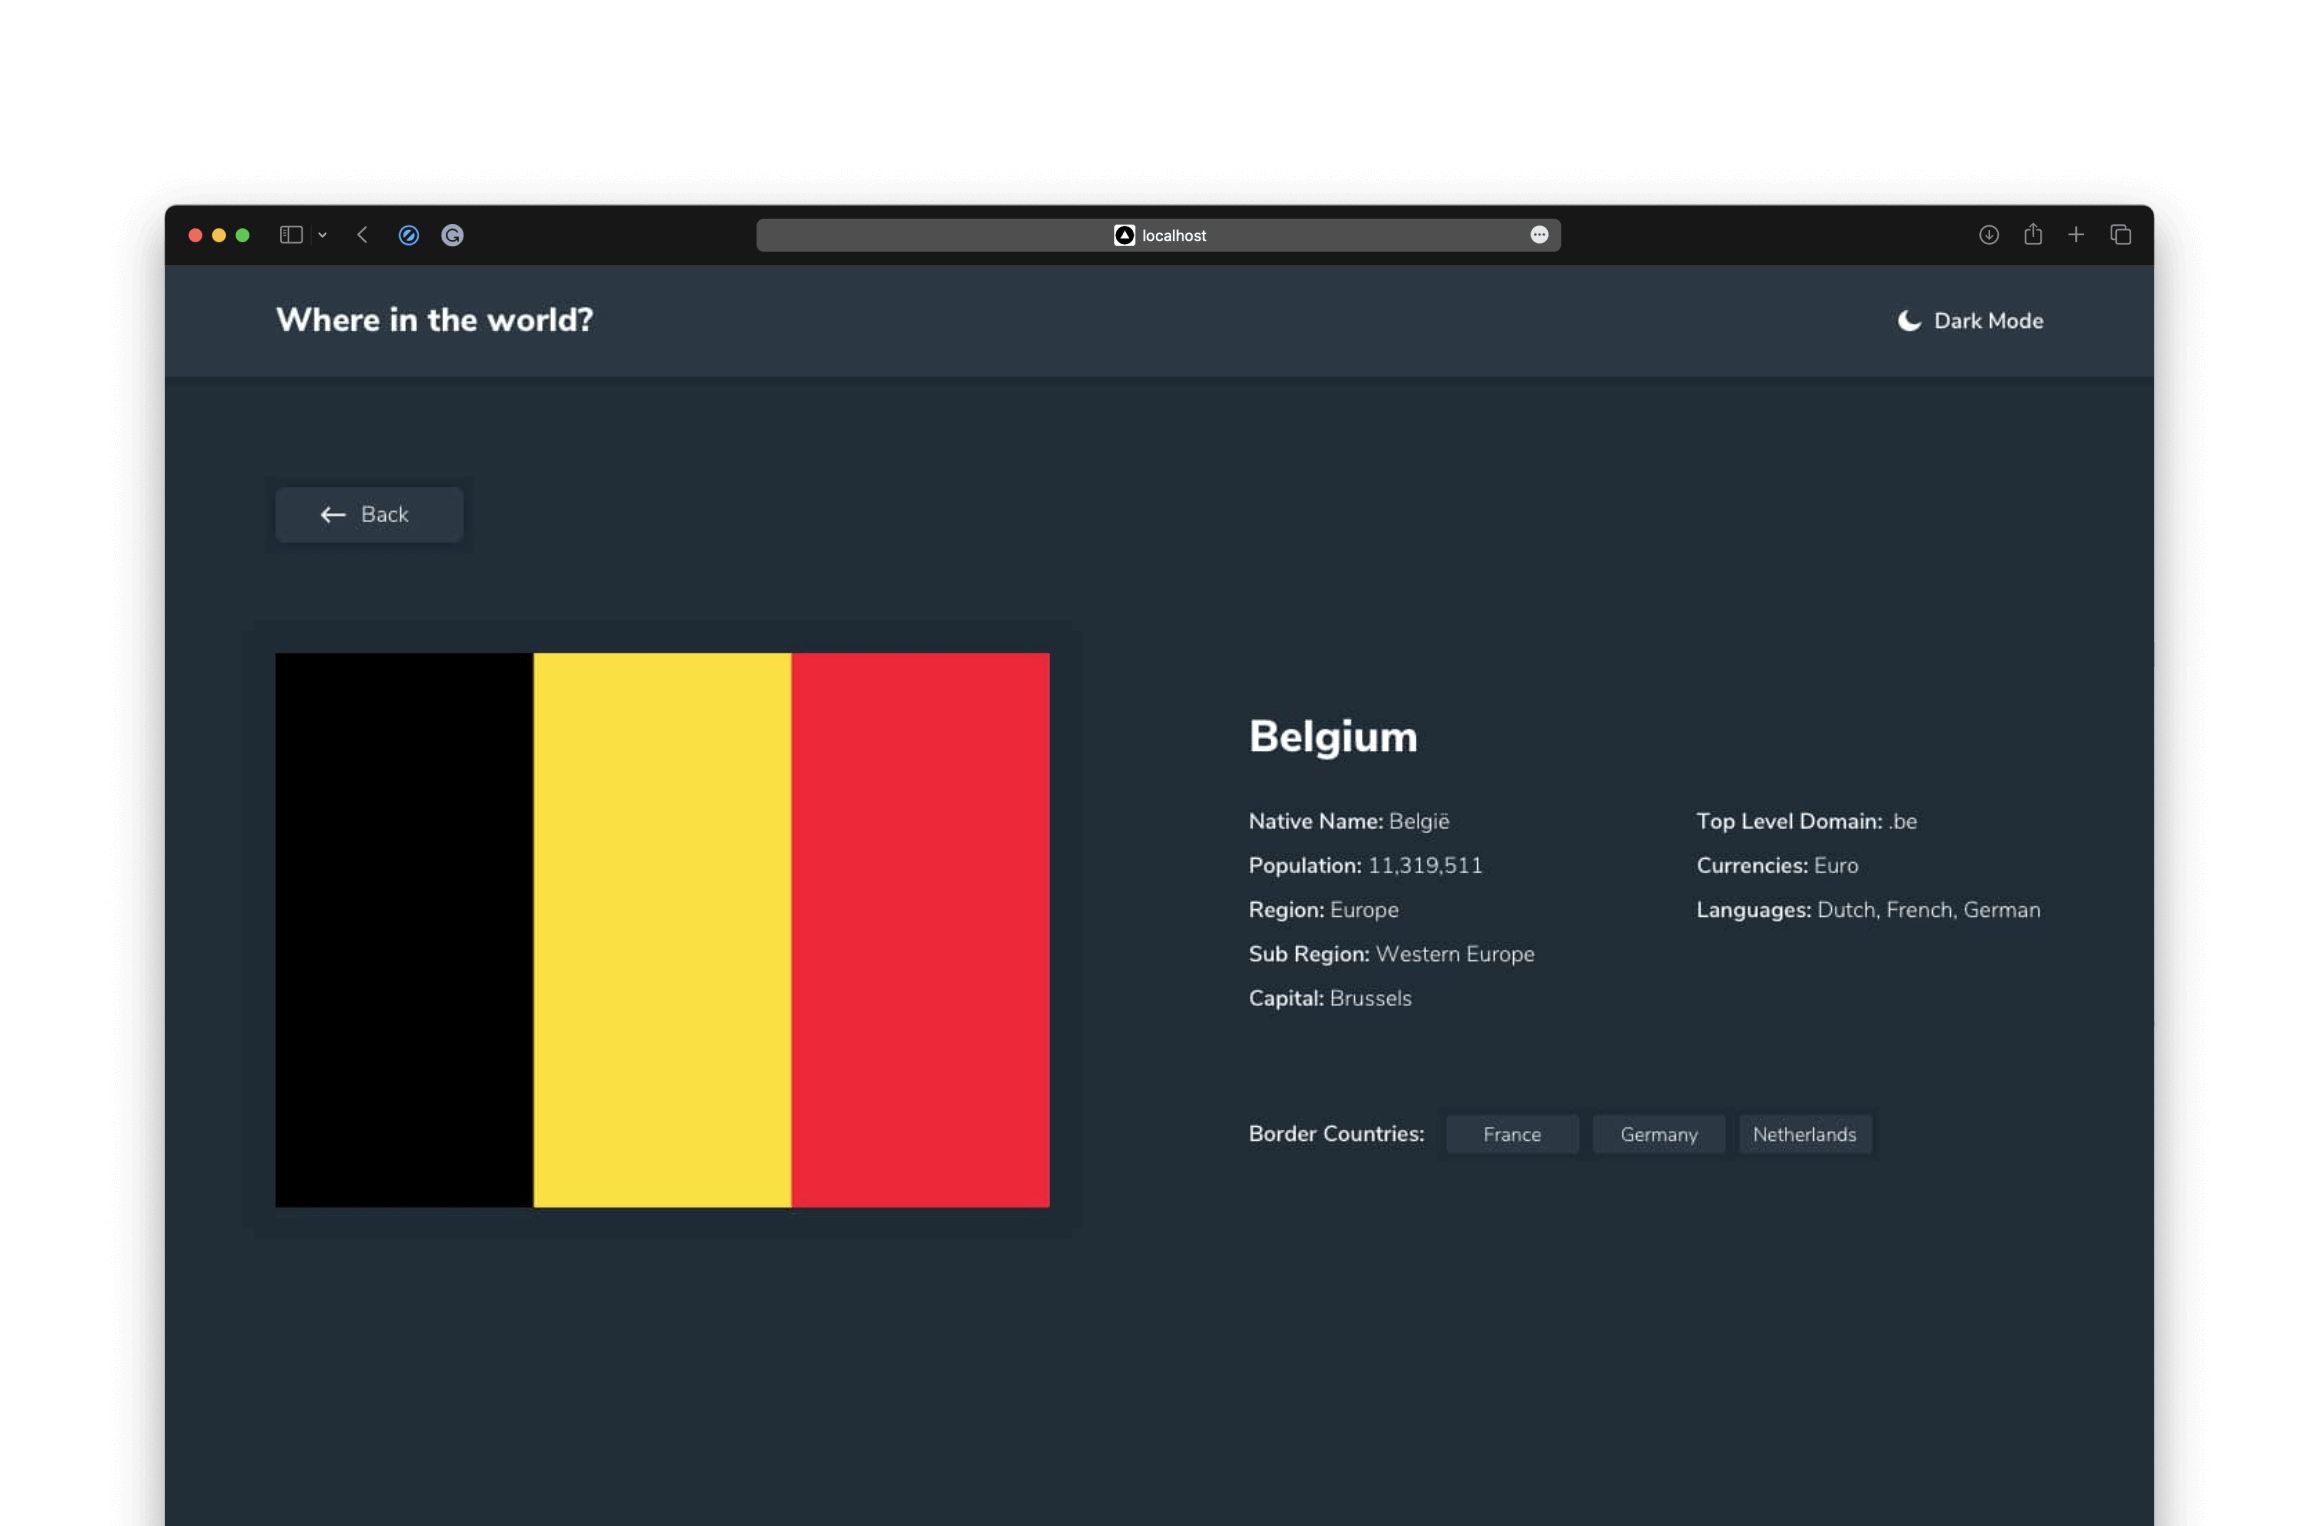 localhost
Where in the world?
Dark Mode
Back
Belgium
Native Name: België
Population: 11,319,511
Region: Europe
Sub Region: Western Europe
Capital: Brussels
Top Level Domain: .be
Currencies: Euro
Languages: Dutch, French, German
Border Countries: France Germany Netherlands